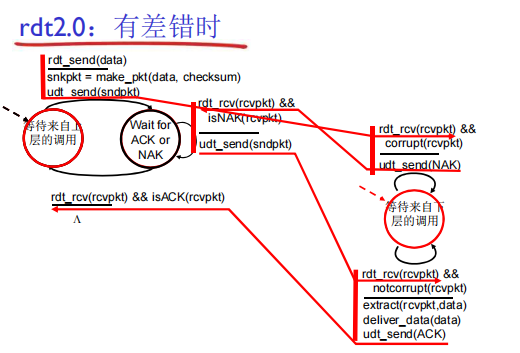 rdt2.0：有差错时
rdt_send(data)
snkpkt = make_pkt(data, checksum)
udt_send(sndpkt)
等待来自上
层的调用
Wait for
ACK or
NAK
rdt_rcv(rcvpkt) &&
isNAK(rcvpkt)
udt_send(sndpkt)
rdt_rcv(rcvpkt) &&
corrupt(rcvpkt)
udt_send(NAK)
rdt_rcv(rcvpkt) && isACK(rcvpkt)
Λ
等待来自下
层的调用
rdt_rcv(rcvpkt) &&
notcorrupt(rcvpkt)
extract(rcvpkt,data)
deliver_data(data)
udt_send(ACK)